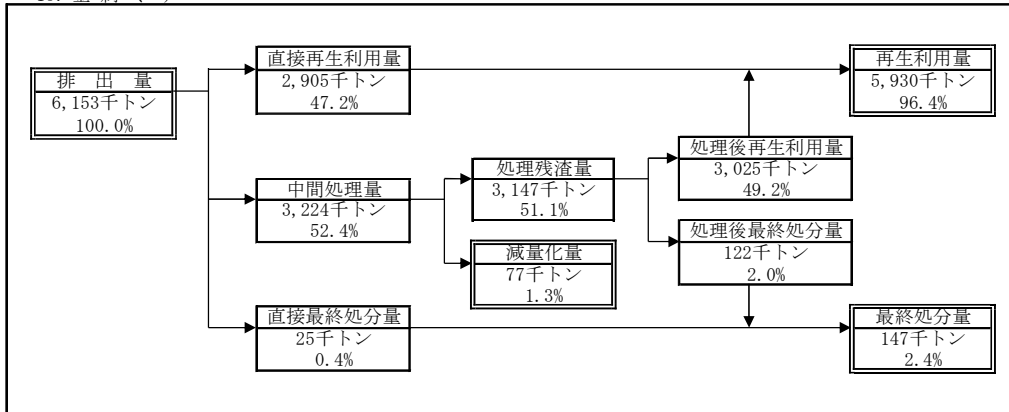 排 出 量
6,153千トン
100.0%
直接再生利用量
2,905千トン
47.2%
再生利用量
5,930千トン
96.4%
中間処理量
3,224千トン
52.4%
処理残渣量
3,147千トン
51.1%
処理後再生利用量
3,025千トン
49.2%
減量化量
77千トン
1.3%
処理後最終処分量
122千トン
2.0%
直接最終処分量
25千トン
0.4%
最終処分量
147千トン
2.4%